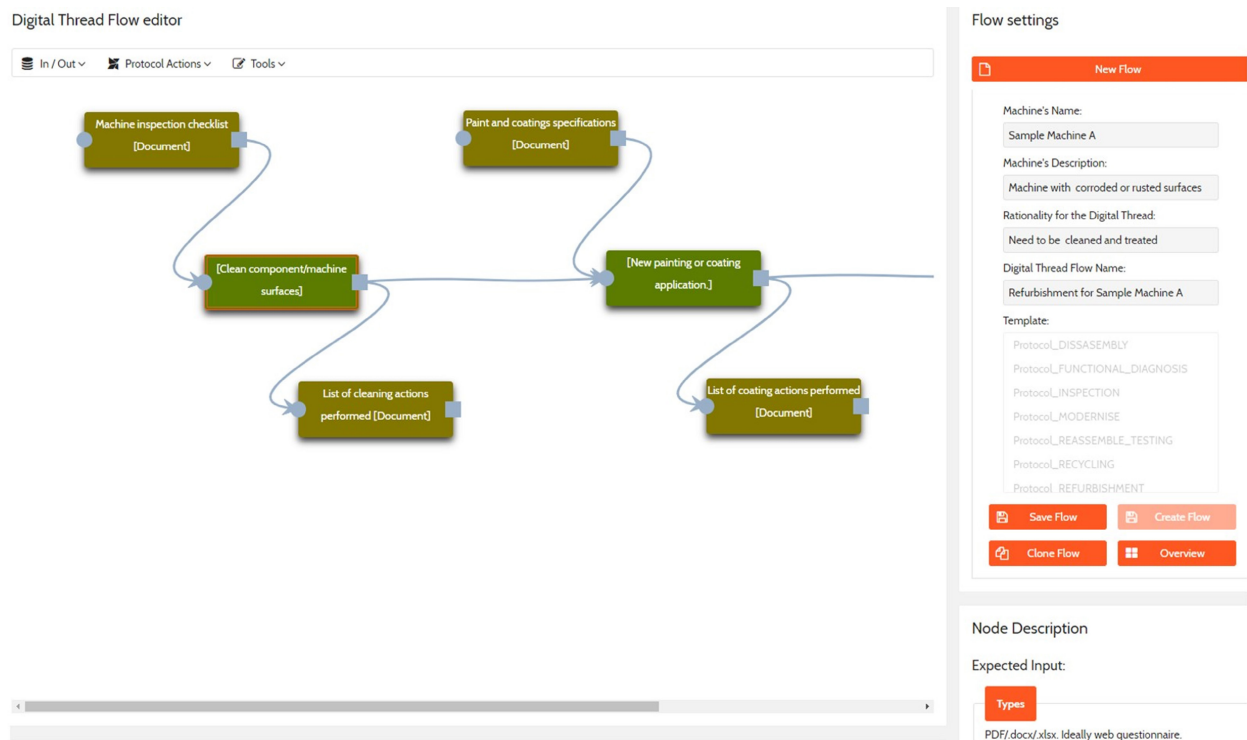 Digital Thread Flow editor
In / Out
Protocol Actions
Tools
Machine inspection checklist
[Document]
Paint and coatings specifications
[Document]
[Clean component/machine
surfaces]
[New painting or coating
application.]
List of cleaning actions
performed [Document]
List of coating actions performed
[Document]
Flow settings
New Flow
Machine's Name:
Sample Machine A
Machine's Description:
Machine with corroded or rusted surfaces
Rationality for the Digital Thread:
Need to be cleaned and treated
Digital Thread Flow Name:
Refurbishment for Sample Machine A
Template:
Protocol_DISSASEMBLY
Protocol_FUNCTIONAL_DIAGNOSIS
Protocol_INSPECTION
Protocol_MODERNISE
Protocol_REASSEMBLE_TESTING
Protocol_RECYCLING
Protocol_REFURBISHMENT
Save Flow
Create Flow
Clone Flow
Overview
Node Description
Expected Input:
Types
PDF/.docx/.xlsx. Ideally web questionnaire.